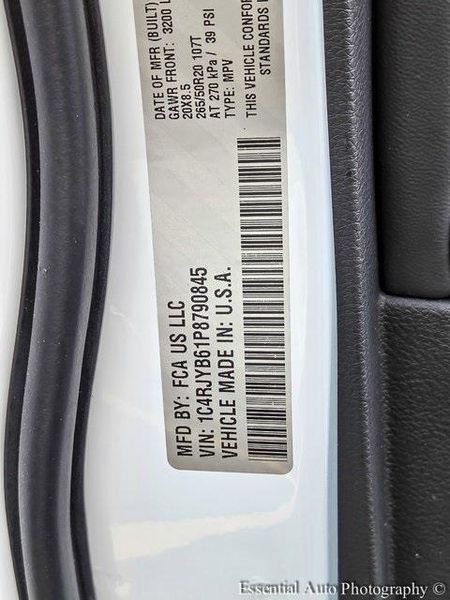 MFD BY: FCA US LLC
VIN: 1C4RJYB61P8790845
VEHICLE MADE IN: U.S.A.
DATE OF MFR (BUILT)
GAWR FRONT: 3200 L
20X8.5
265/50R20 107T
AT 270 kPa / 39 PSI
TYPE: MPV
THIS VEHICLE CONFOR
STANDARDS
Essential Auto Photography ©